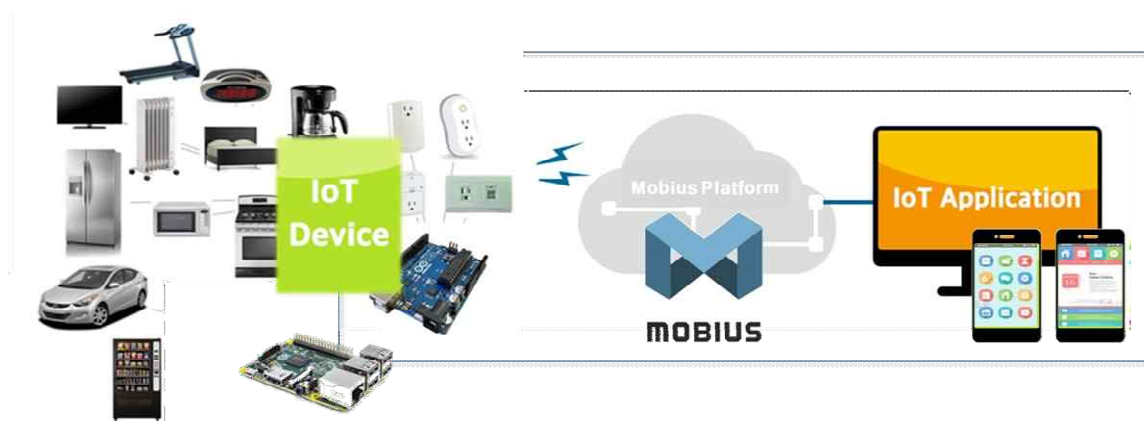 IoT
Device
Mobius Platform
MOBIUS
IoT Application